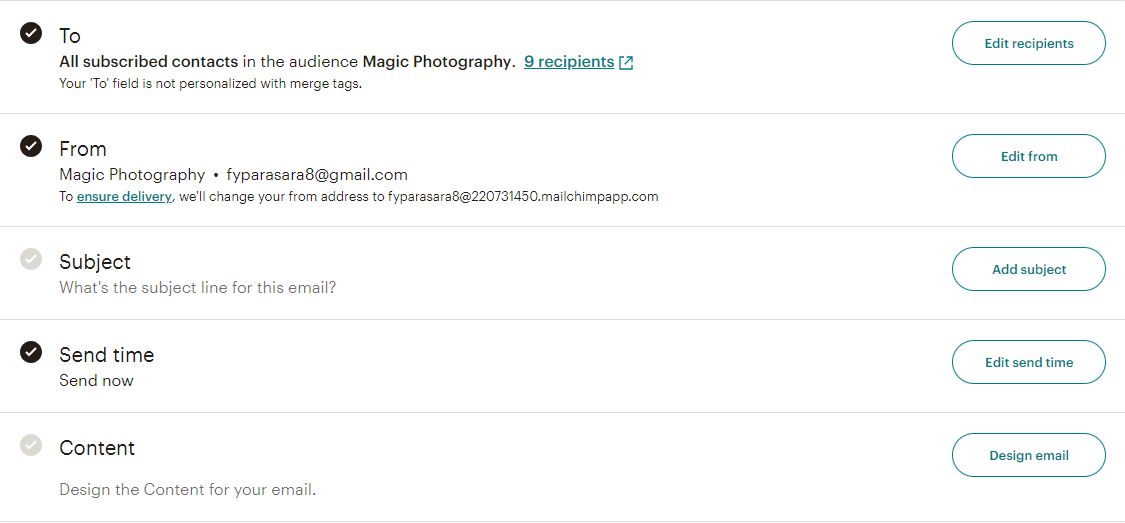 To
Edit recipients
All subscribed contacts in the audience Magic Photography. 9 recipients
Your 'To' field is not personalized with merge tags.
From
Edit from
Magic Photography • fyparasara8@gmail.com
To ensure delivery, we'll change your from address to fyparasara8@220731450.mailchimpapp.com
Subject
Add subject
What's the subject line for this email?
Send time
Edit send time
Send now
Content
Design email
Design the Content for your email.